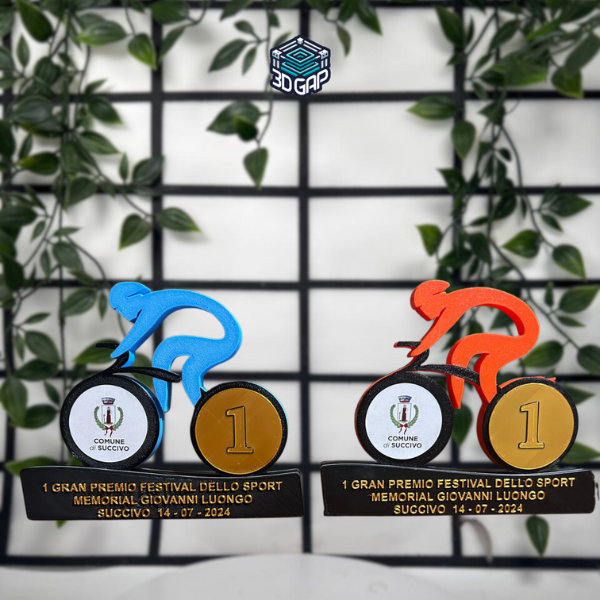 3D GAP
COMUNE
di SUCCIVO
1
1 GRAN PREMIO FESTIVAL DELLO SPORT
MEMORIAL GIOVANNI LUONGO
SUCCIVO 14 - 07 - 2024
COMUNE
di SUCCIVO
1
1 GRAN PREMIO FESTIVAL DELLO SPORT
MEMORIAL GIOVANNI LUONGO
SUCCIVO 14 - 07 - 2024